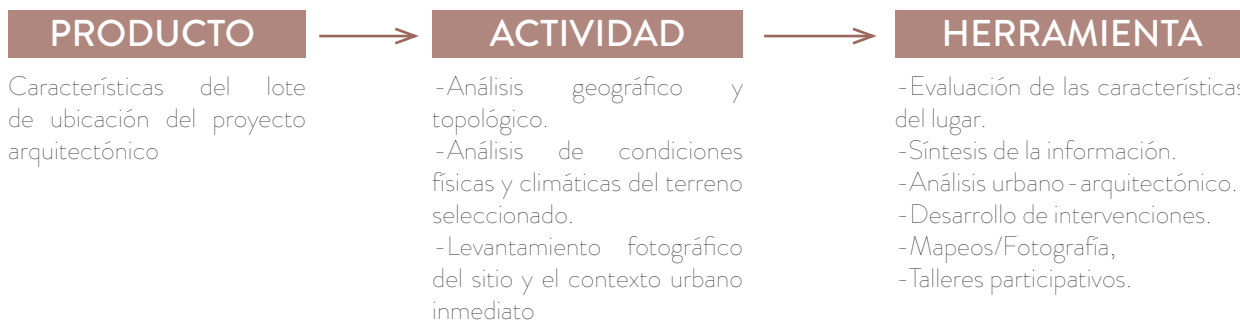 PRODUCTO
Características del lote
de ubicación del proyecto
arquitectónico
ACTIVIDAD
-Análisis geográfico y
topológico.
-Análisis de condiciones
físicas y climáticas del terreno
seleccionado.
-Levantamiento fotográfico
del sitio y el contexto urbano
inmediato
HERRAMIENTA
-Evaluación de las características
del lugar.
-Síntesis de la información.
-Análisis urbano-arquitectónico.
-Desarrollo de intervenciones.
-Mapeos/Fotografía,
-Talleres participativos.